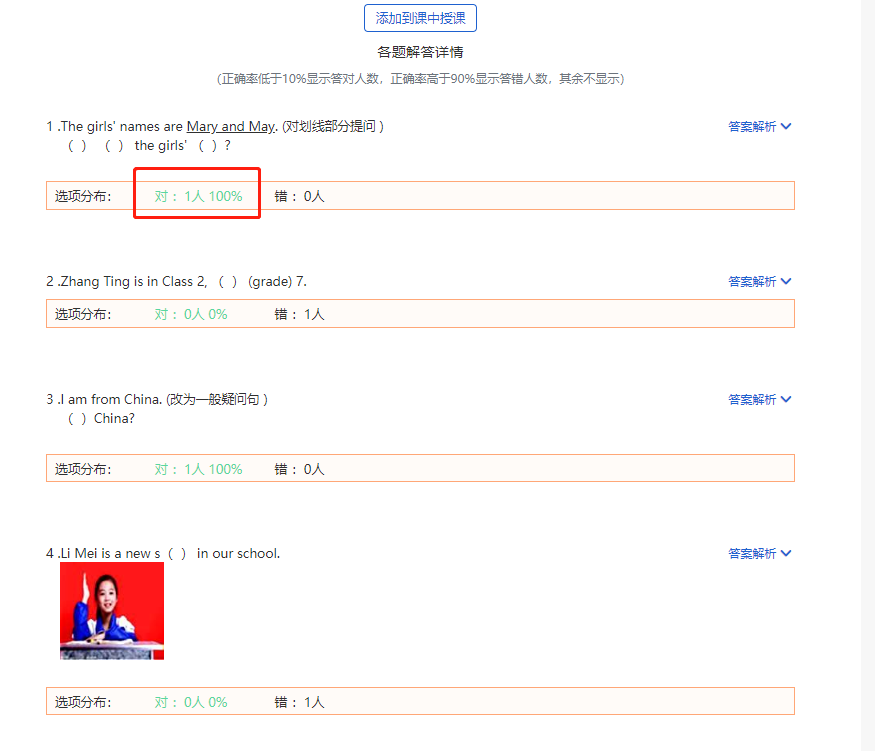 添加到课中授课
各题解答详情
(正确率低于10%显示答对人数，正确率高于90%显示答错人数，其余不显示)
1 .The girls' names are Mary and May. (对划线部分提问 )
答案解析
（ ） （ ） the girls' （ ）?
选项分布: 对： 1人 100% 错： 0人
2 .Zhang Ting is in Class 2, （ ） (grade) 7.
答案解析
选项分布: 对： 0人 0% 错： 1人
3 .I am from China. (改为一般疑问句 )
答案解析
（ ）China?
选项分布: 对： 1人 100% 错： 0人
4 .Li Mei is a new s（ ） in our school.
答案解析
选项分布: 对： 0人 0% 错： 1人